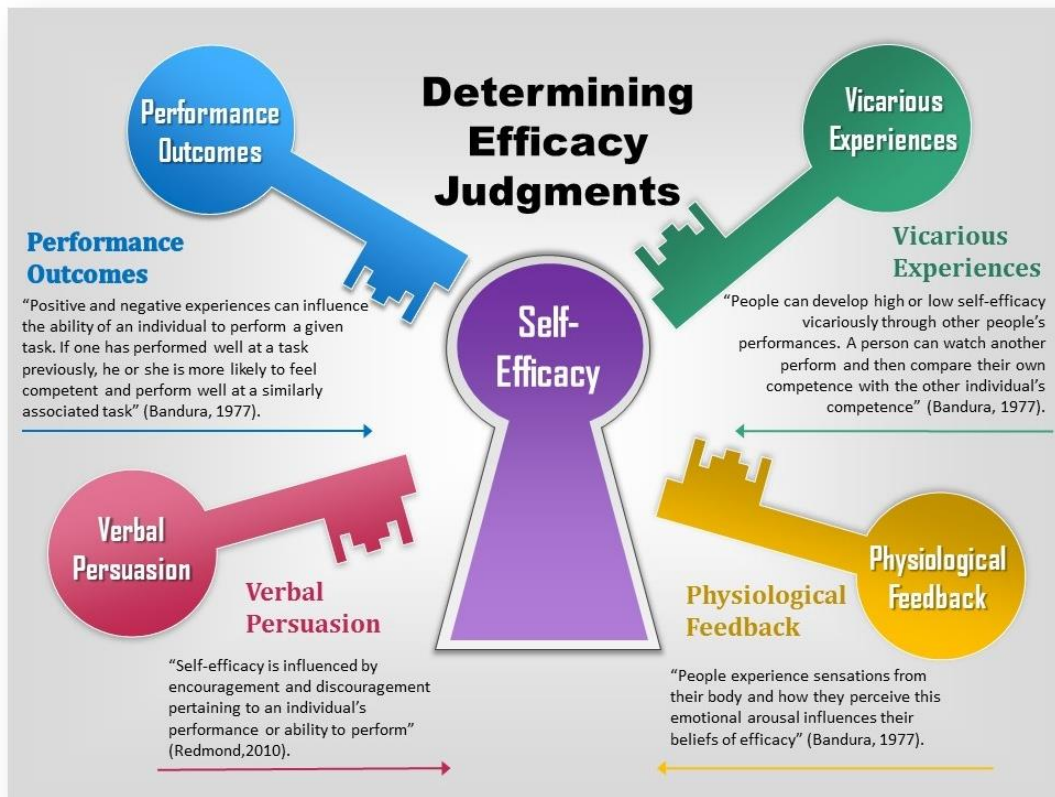 Determining
Efficacy
Judgments
Performance
Outcomes
Performance
Outcomes
“Positive and negative experiences can influence
the ability of an individual to perform a given
task. If one has performed well at a task
previously, he or she is more likely to feel
competent and perform well at a similarly
associated task” (Bandura, 1977).
Vicarious
Experiences
Vicarious
Experiences
“People can develop high or low self-efficacy
vicariously through other people’s
performances. A person can watch another
perform and then compare their own
competence with the other individual’s
competence” (Bandura, 1977).
Self-
Efficacy
Verbal
Persuasion
Verbal
Persuasion
“Self-efficacy is influenced by
encouragement and discouragement
pertaining to an individual’s
performance or ability to perform”
(Redmond,2010).
Physiological
Feedback
Physiological
Feedback
“People experience sensations from
their body and how they perceive this
emotional arousal influences their
beliefs of efficacy” (Bandura, 1977).